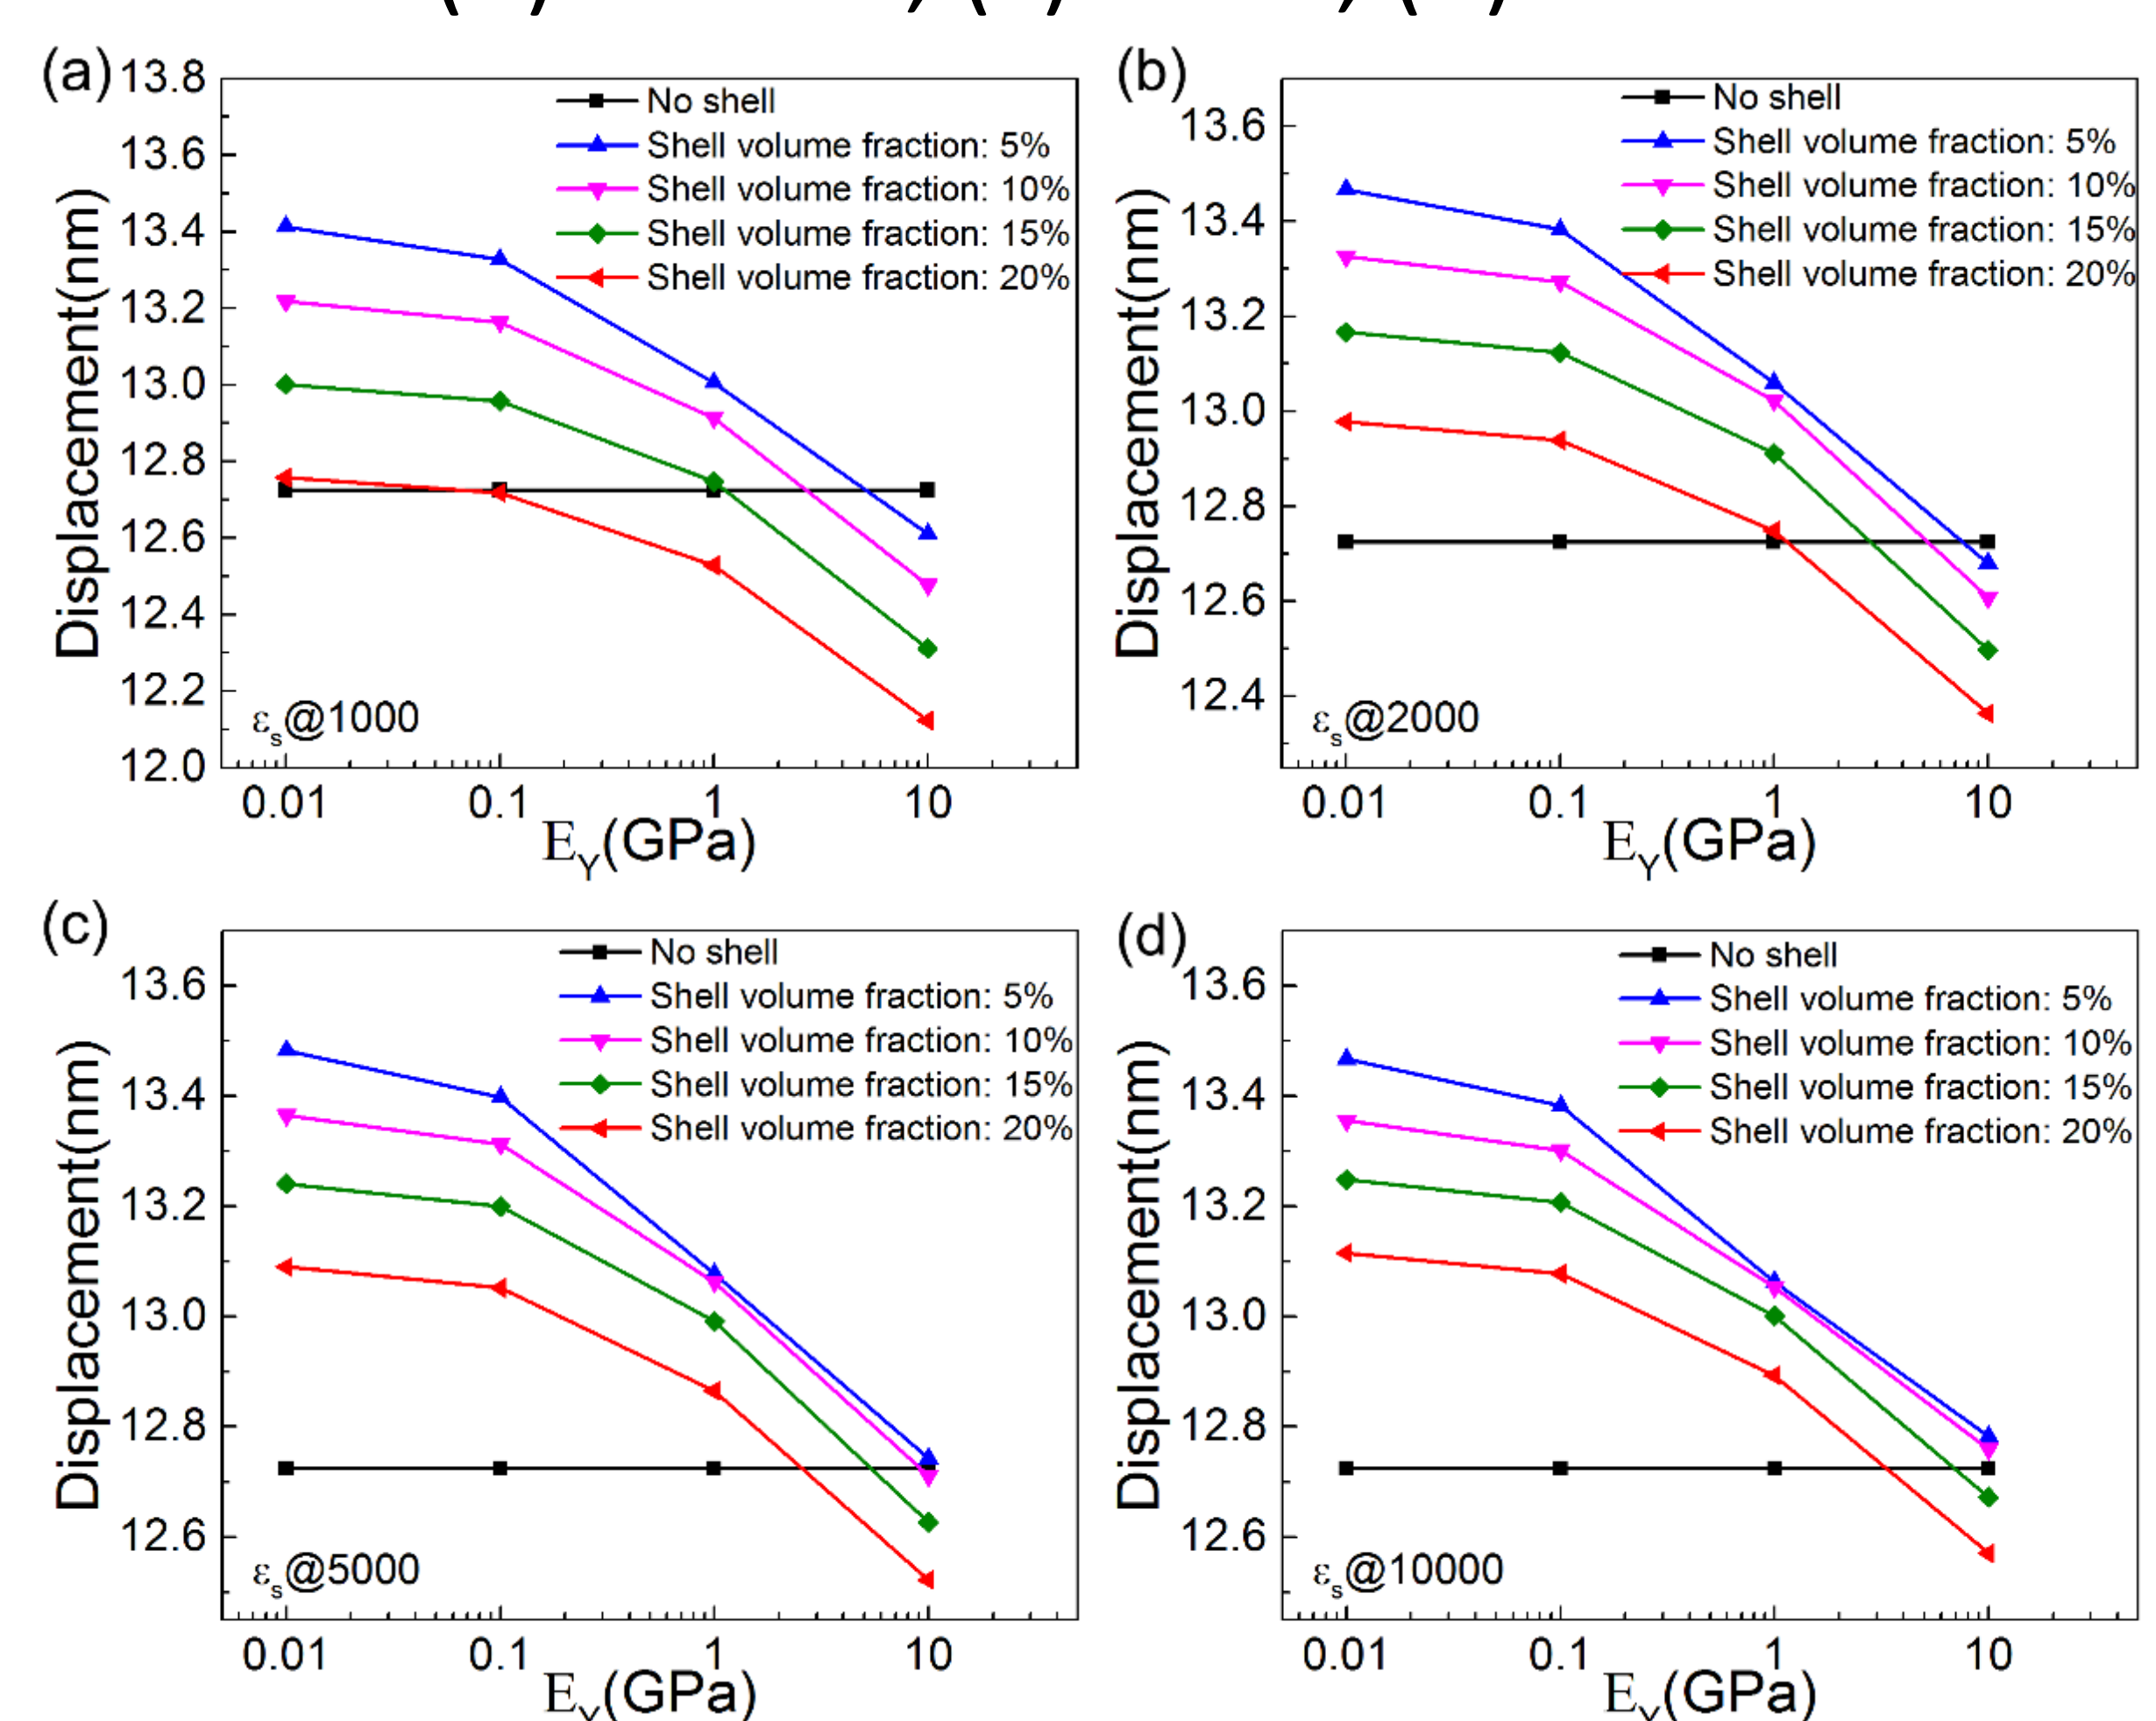 (a)
13.8
13.6
13.4
13.2
13.0
12.8
12.6
12.4
12.2
12.0
Displacement(nm)
No shell
Shell volume fraction: 5%
Shell volume fraction: 10%
Shell volume fraction: 15%
Shell volume fraction: 20%
εs@1000
0.01 0.1 1 10
EY(GPa)
(b)
13.6
13.4
13.2
13.0
12.8
12.6
12.4
Displacement(nm)
No shell
Shell volume fraction: 5%
Shell volume fraction: 10%
Shell volume fraction: 15%
Shell volume fraction: 20%
εs@2000
0.01 0.1 1 10
EY(GPa)
(c)
13.6
13.4
13.2
13.0
12.8
12.6
Displacement(nm)
No shell
Shell volume fraction: 5%
Shell volume fraction: 10%
Shell volume fraction: 15%
Shell volume fraction: 20%
εs@5000
0.01 0.1 1 10
EY(GPa)
(d)
13.6
13.4
13.2
13.0
12.8
12.6
Displacement(nm)
No shell
Shell volume fraction: 5%
Shell volume fraction: 10%
Shell volume fraction: 15%
Shell volume fraction: 20%
εs@10000
0.01 0.1 1 10
EY(GPa)